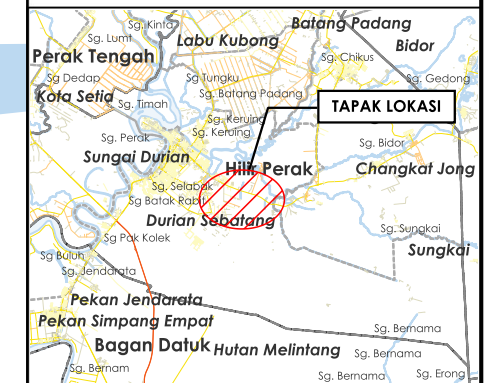 Sg. Kinta
Batang Padang
Sg. Lumt
Labu Kubong
Bidor
Perak Tengah
Sg. Chikus
Sg Dedap
Sg Tungku
Sg. Gedong
Kota Setia
Sg. Timah
Sg. Batang Padang
TAPAK LOKASI
Sg. Keruing
Sg. Perak
Sg. Keruing
Sg. Bidor
Sungai Durian
Hilir Perak
Changkat Jong
Sg. Selabak
Sg Batak Rabit
Durian Sebatang
Sg. Sungkai
Sg Pak Kolek
Sungkai
Sg Buluh
Sg. Jendarata
Pekan Jendarata
Pekan Simpang Empat
Sg. Bernama
Bagan Datuk
Hutan Melintang
Sg. Bernama
Sg. Bernam
Sg. Bernama
Sg. Erong